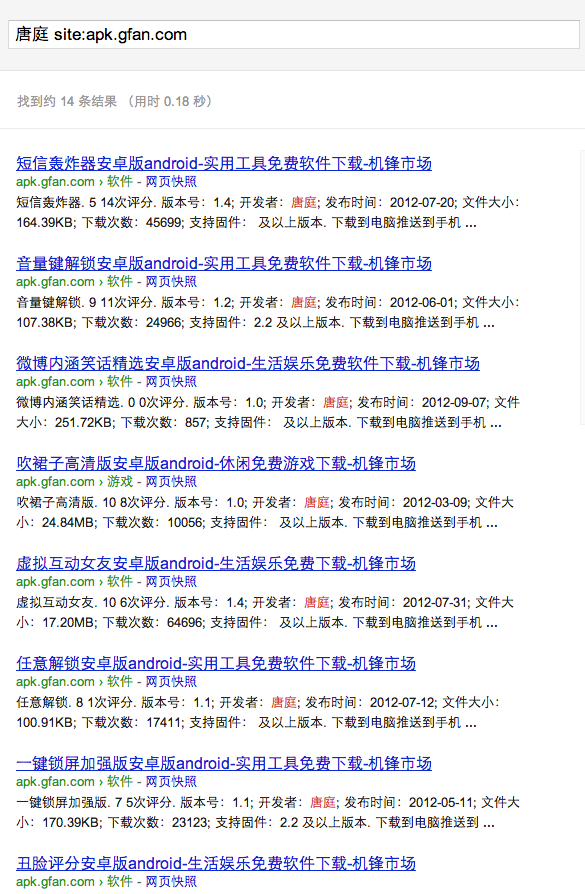 唐庭 site:apk.gfan.com
找到约 14 条结果 （用时 0.18 秒）
短信轰炸器安卓版android-实用工具免费软件下载-机锋市场
apk.gfan.com › 软件 - 网页快照
短信轰炸器. 5 14次评分. 版本号：1.4; 开发者：唐庭; 发布时间：2012-07-20; 文件大小：
164.39KB; 下载次数：45699; 支持固件： 及以上版本. 下载到电脑推送到手机 ...
音量键解锁安卓版android-实用工具免费软件下载-机锋市场
apk.gfan.com › 软件 - 网页快照
音量键解锁. 9 11次评分. 版本号：1.2; 开发者：唐庭; 发布时间：2012-06-01; 文件大小：
107.38KB; 下载次数：24966; 支持固件：2.2 及以上版本. 下载到电脑推送到手机 ...
微博内涵笑话精选安卓版android-生活娱乐免费软件下载-机锋市场
apk.gfan.com › 软件 - 网页快照
微博内涵笑话精选. 0 0次评分. 版本号：1.0; 开发者：唐庭; 发布时间：2012-09-07; 文件
大小：251.72KB; 下载次数：857; 支持固件： 及以上版本. 下载到电脑推送到手机 ...
吹裙子高清版安卓版android-休闲免费游戏下载-机锋市场
apk.gfan.com › 游戏 - 网页快照
吹裙子高清版. 10 8次评分. 版本号：1.0; 开发者：唐庭; 发布时间：2012-03-09; 文件大
小：24.84MB; 下载次数：10056; 支持固件： 及以上版本. 下载到电脑推送到手机 ...
虚拟互动女友安卓版android-生活娱乐免费下载-机锋市场
apk.gfan.com › 软件 - 网页快照
虚拟互动女友. 10 6次评分. 版本号：1.4; 开发者：唐庭; 发布时间：2012-07-31; 文件大
小：17.20MB; 下载次数：64696; 支持固件： 及以上版本. 下载到电脑推送到手机 ...
任意解锁安卓版android-实用工具免费软件下载-机锋市场
apk.gfan.com › 软件 - 网页快照
任意解锁. 8 1次评分. 版本号：1.1; 开发者：唐庭; 发布时间：2012-07-12; 文件大小：
100.91KB; 下载次数：17411; 支持固件： 及以上版本. 下载到电脑推送到手机 ...
一键锁屏加强版安卓版android-实用工具免费软件下载-机锋市场
apk.gfan.com › 软件 - 网页快照
一键锁屏加强版. 7 5次评分. 版本号：1.1; 开发者：唐庭; 发布时间：2012-05-11; 文件大
小：170.39KB; 下载次数：23123; 支持固件：2.2 及以上版本. 下载到电脑推送到 ...
丑脸评分安卓版android-生活娱乐免费软件下载-机锋市场
apk.gfan.com › 软件 - 网页快照